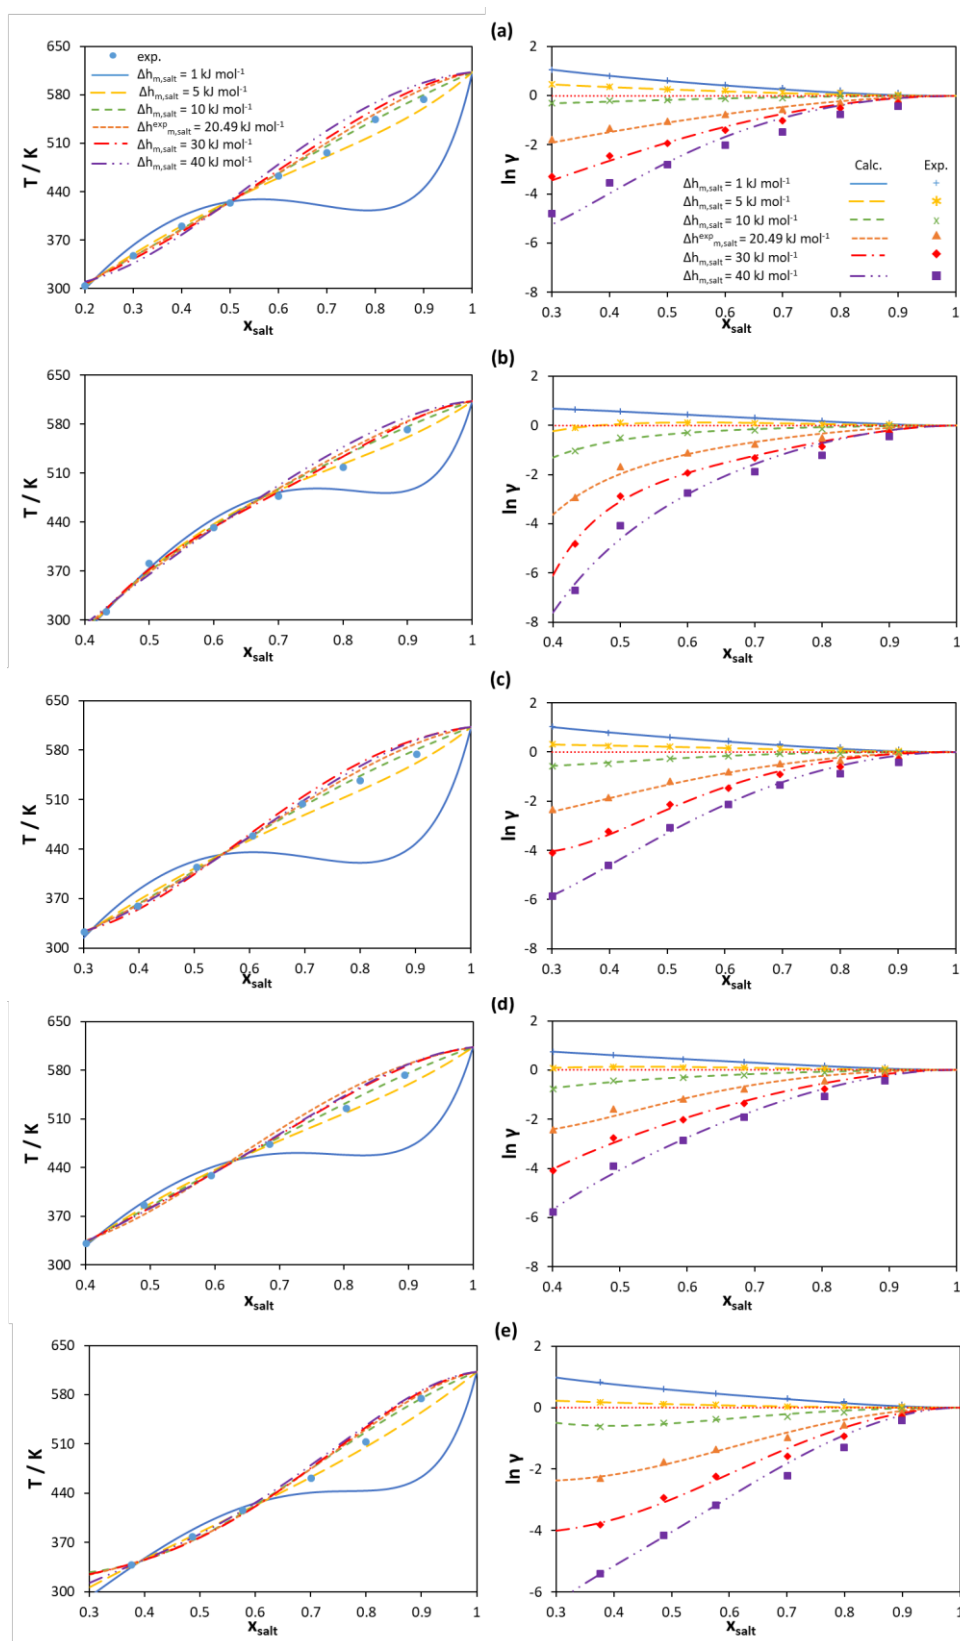 (a)
650
580
510
440
370
300
T / K
exp.
Δhm,salt = 1 kJ mol-1
Δhm,salt = 5 kJ mol-1
Δhm,salt = 10 kJ mol-1
Δhexpm,salt = 20.49 kJ mol-1
Δhm,salt = 30 kJ mol-1
Δhm,salt = 40 kJ mol-1
0.2 0.3 0.4 0.5 0.6 0.7 0.8 0.9 1
xsalt
2
0
-2
-4
-6
-8
ln γ
Calc. Exp.
Δhm,salt = 1 kJ mol-1
Δhm,salt = 5 kJ mol-1
Δhm,salt = 10 kJ mol-1
Δhexpm,salt = 20.49 kJ mol-1
Δhm,salt = 30 kJ mol-1
Δhm,salt = 40 kJ mol-1
0.3 0.4 0.5 0.6 0.7 0.8 0.9 1
xsalt
(b)
650
580
510
440
370
300
T / K
0.4 0.5 0.6 0.7 0.8 0.9 1
xsalt
2
0
-2
-4
-6
-8
ln γ
0.4 0.5 0.6 0.7 0.8 0.9 1
xsalt
(c)
650
580
510
440
370
300
T / K
0.3 0.4 0.5 0.6 0.7 0.8 0.9 1
xsalt
2
0
-2
-4
-6
-8
ln γ
0.3 0.4 0.5 0.6 0.7 0.8 0.9 1
xsalt
(d)
650
580
510
440
370
300
T / K
0.4 0.5 0.6 0.7 0.8 0.9 1
xsalt
2
0
-2
-4
-6
-8
ln γ
0.4 0.5 0.6 0.7 0.8 0.9 1
xsalt
(e)
650
580
510
440
370
300
T / K
0.3 0.4 0.5 0.6 0.7 0.8 0.9 1
xsalt
2
0
-2
-4
-6
ln γ
0.3 0.4 0.5 0.6 0.7 0.8 0.9 1
xsalt